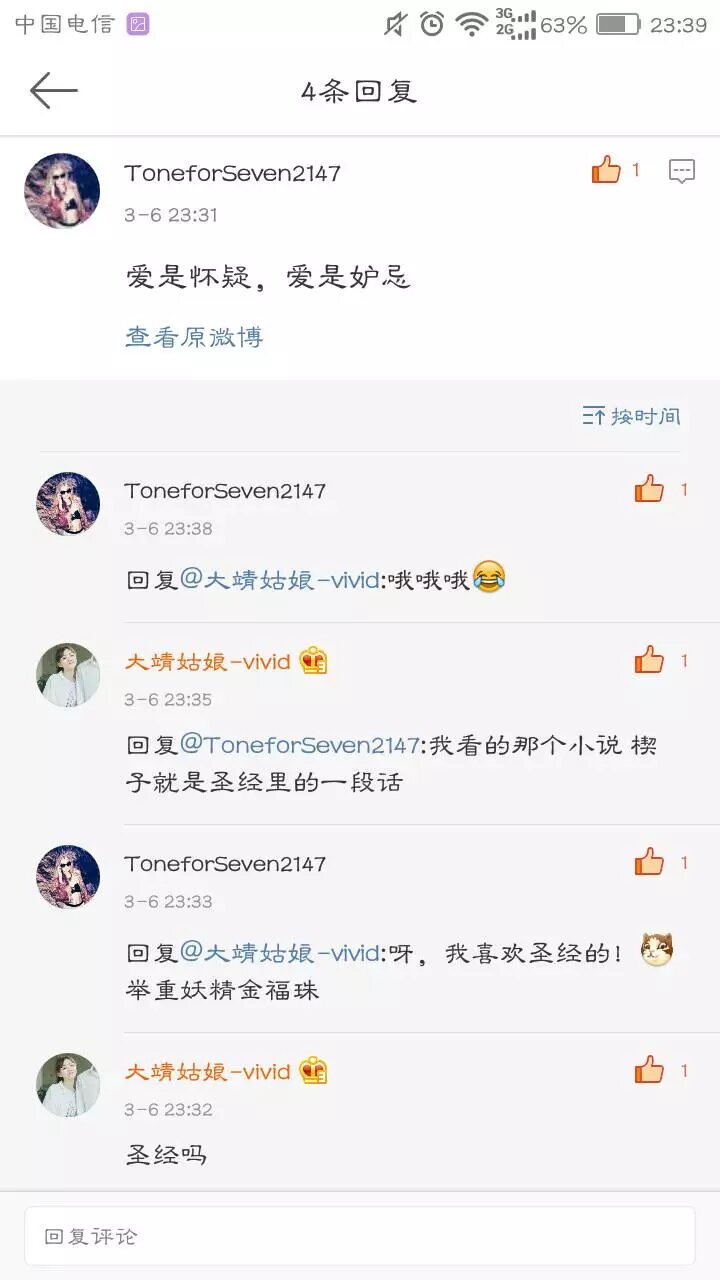 中国电信 3G 2G 63% 23:39
4条回复
ToneforSeven2147 1
3-6 23:31
爱是怀疑，爱是妒忌
查看原微博
按时间
ToneforSeven2147 1
3-6 23:38
回复@大靖姑娘-vivid:哦哦哦😂
大靖姑娘-vivid 1
3-6 23:35
回复@ToneforSeven2147:我看的那个小说 楔
子就是圣经里的一段话
ToneforSeven2147 1
3-6 23:33
回复@大靖姑娘-vivid:呀，我喜欢圣经的！
举重妖精金福珠
大靖姑娘-vivid 1
3-6 23:32
圣经吗
回复评论